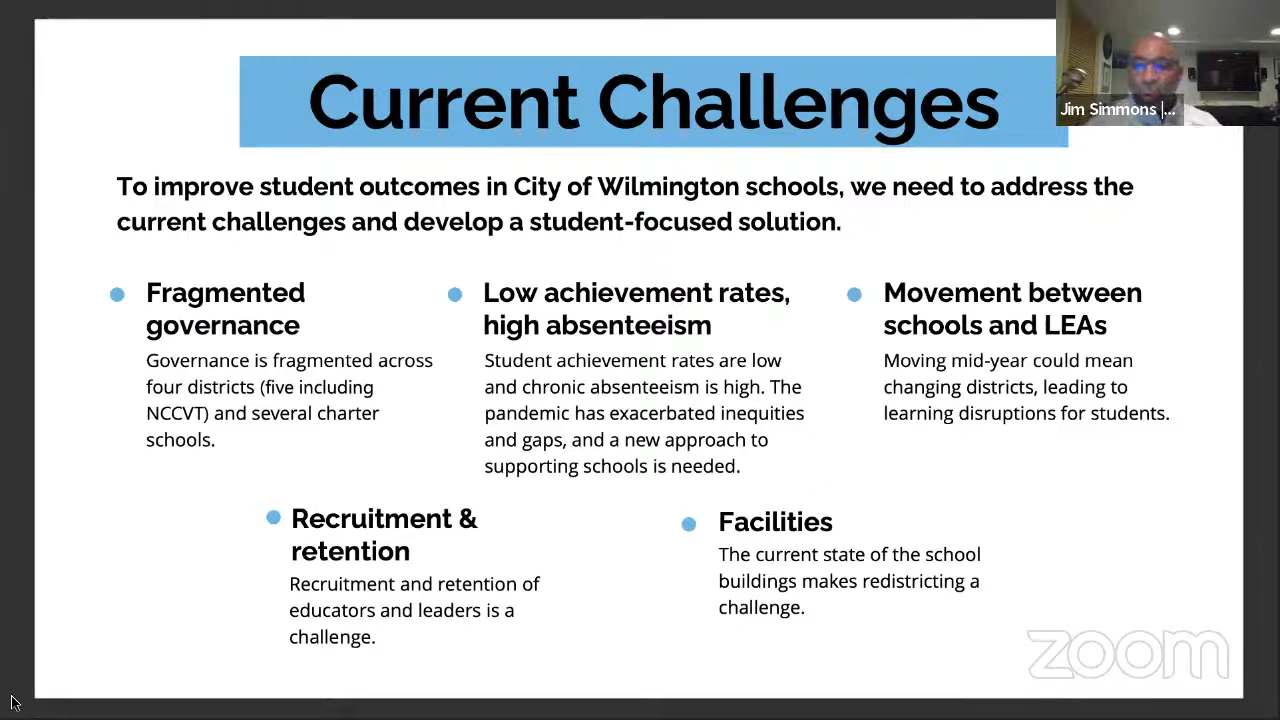 Current Challenges
Jim Simmons |...
To improve student outcomes in City of Wilmington schools, we need to address the
current challenges and develop a student-focused solution.
Fragmented
governance
Governance is fragmented across
four districts (five including
NCCVT) and several charter
schools.
Low achievement rates,
high absenteeism
Student achievement rates are low
and chronic absenteeism is high. The
pandemic has exacerbated inequities
and gaps, and a new approach to
supporting schools is needed.
Movement between
schools and LEAs
Moving mid-year could mean
changing districts, leading to
learning disruptions for students.
Recruitment &
retention
Recruitment and retention of
educators and leaders is a
challenge.
Facilities
The current state of the school
buildings makes redistricting a
challenge.
zoom